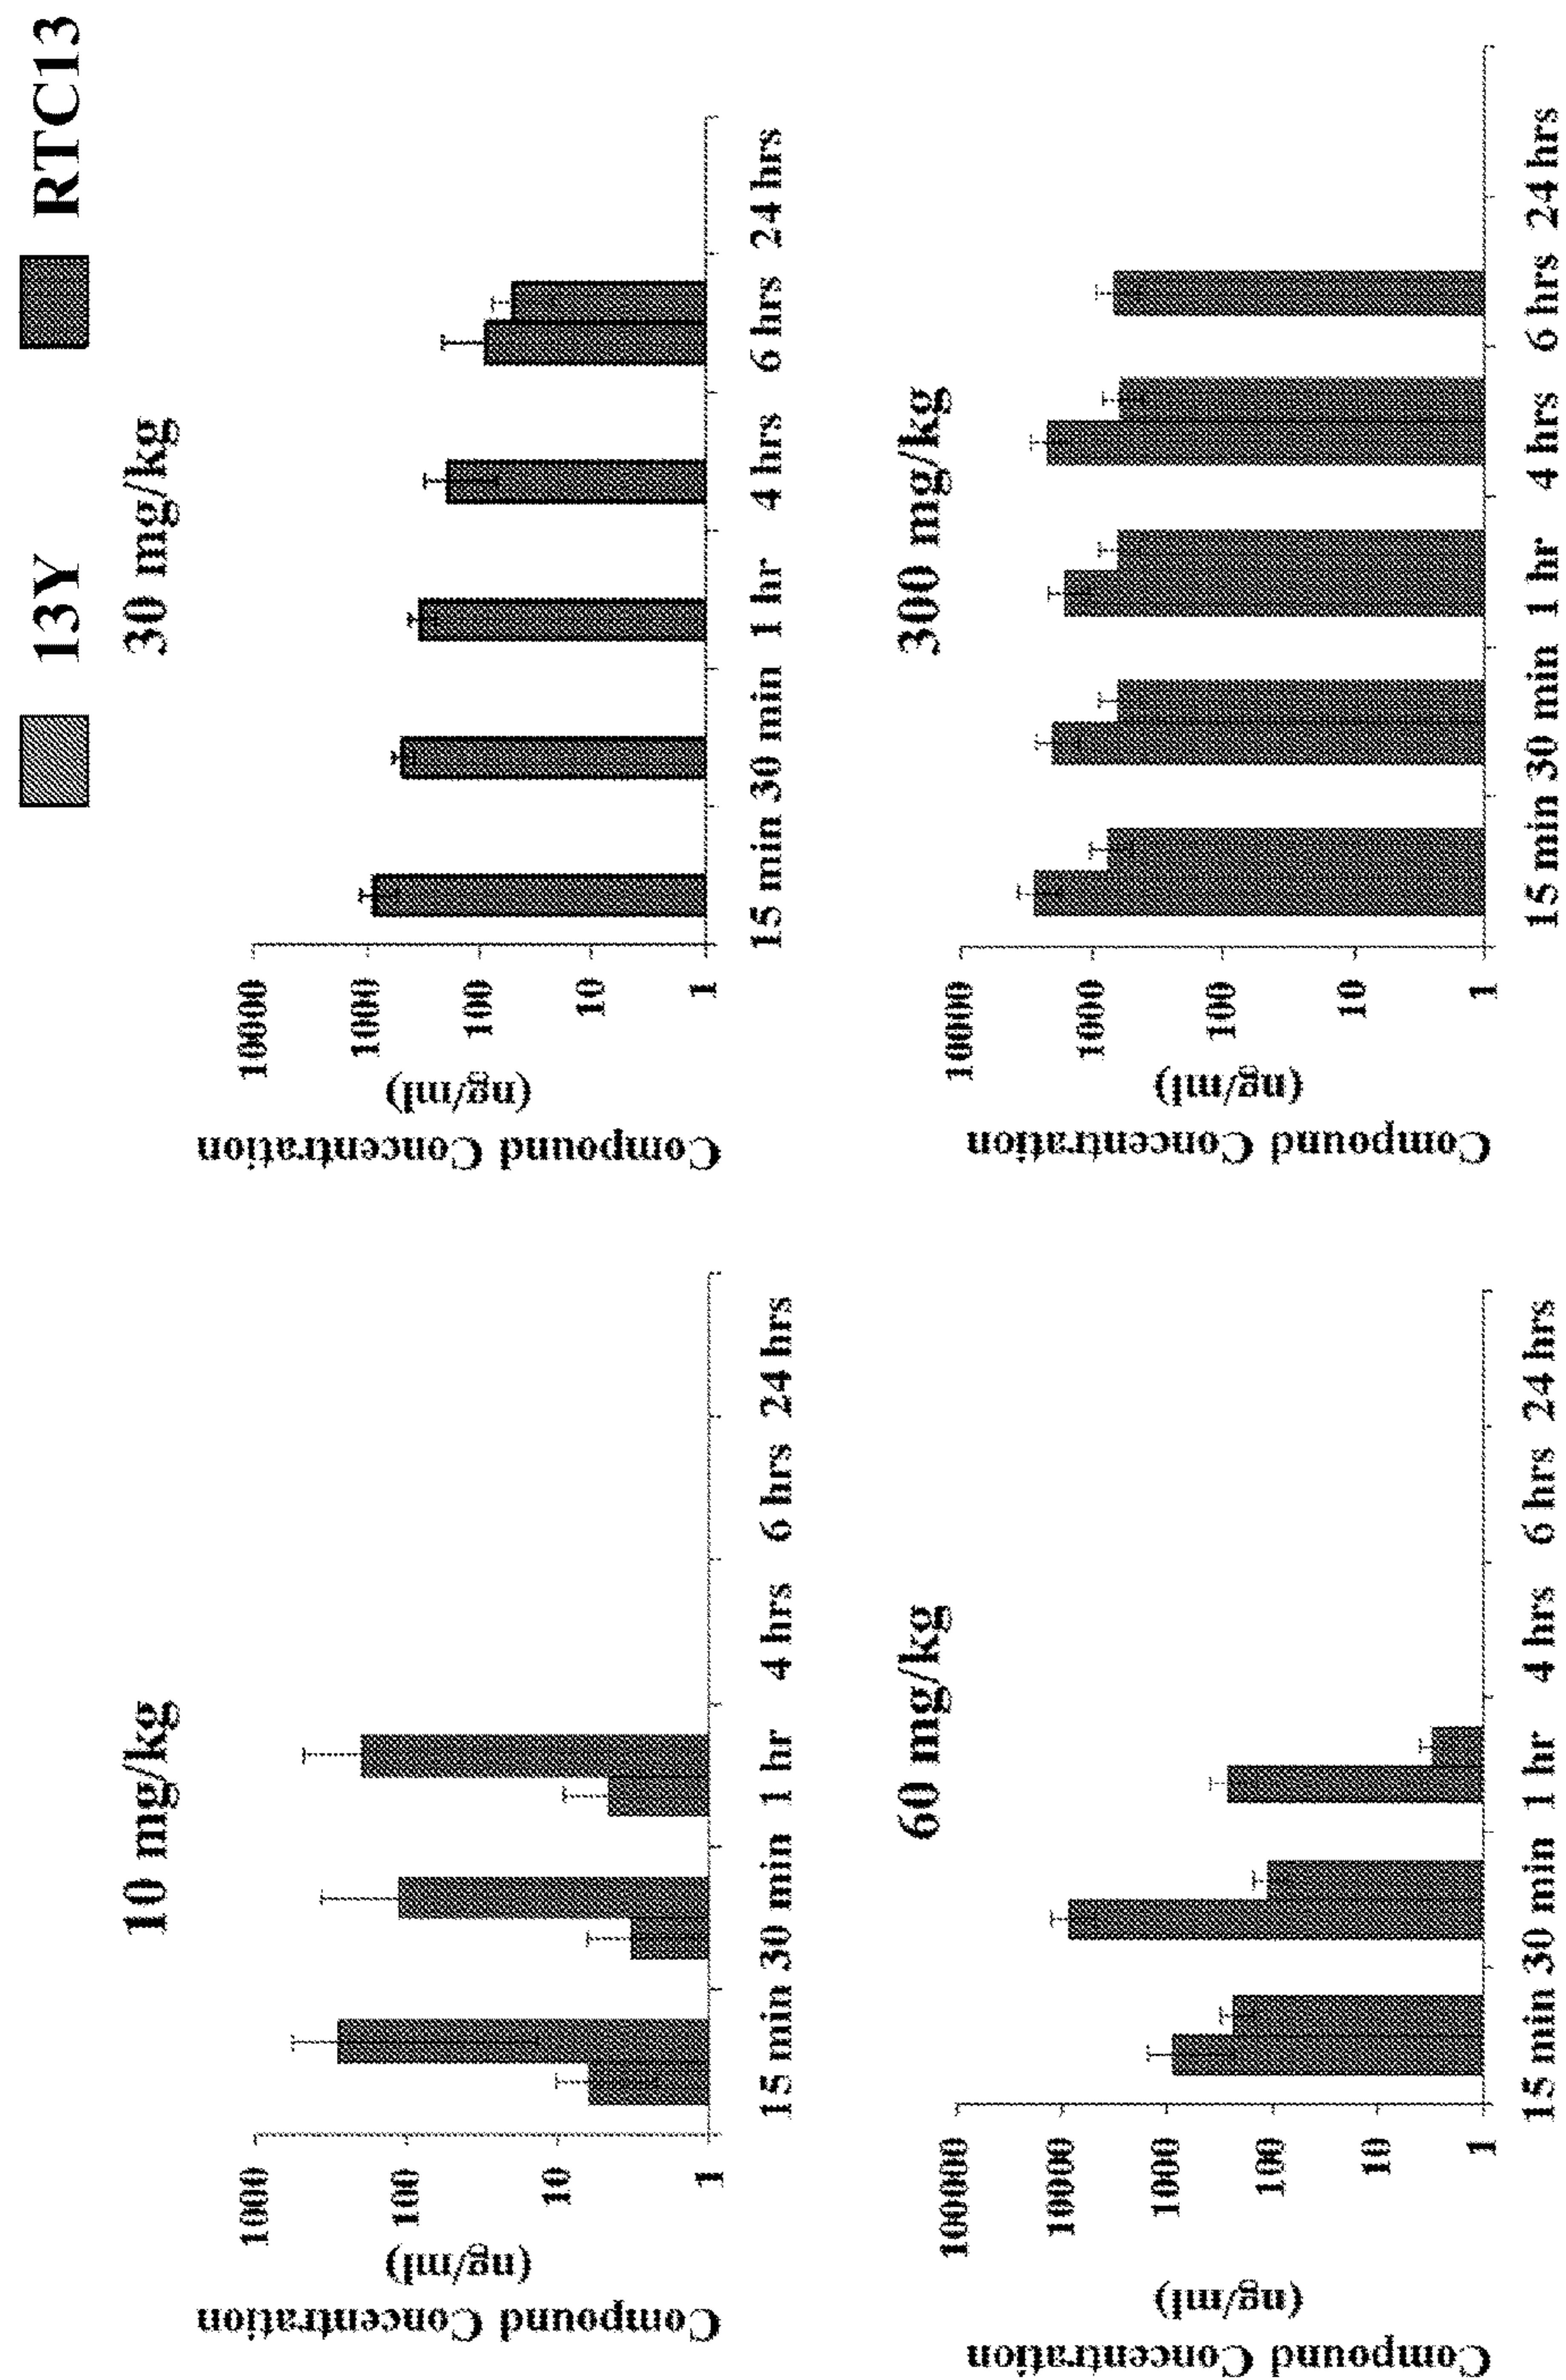 13Y RTC13
10 mg/kg
Compound Concentration
(ng/ml)
1000
100
10
1
15 min 30 min 1 hr 4 hrs 6 hrs 24 hrs
30 mg/kg
Compound Concentration
(ng/ml)
10000
1000
100
10
1
15 min 30 min 1 hr 4 hrs 6 hrs 24 hrs
60 mg/kg
Compound Concentration
(ng/ml)
100000
10000
1000
100
10
1
15 min 30 min 1 hr 4 hrs 6 hrs 24 hrs
300 mg/kg
Compound Concentration
(ng/ml)
10000
1000
100
10
1
15 min 30 min 1 hr 4 hrs 6 hrs 24 hrs